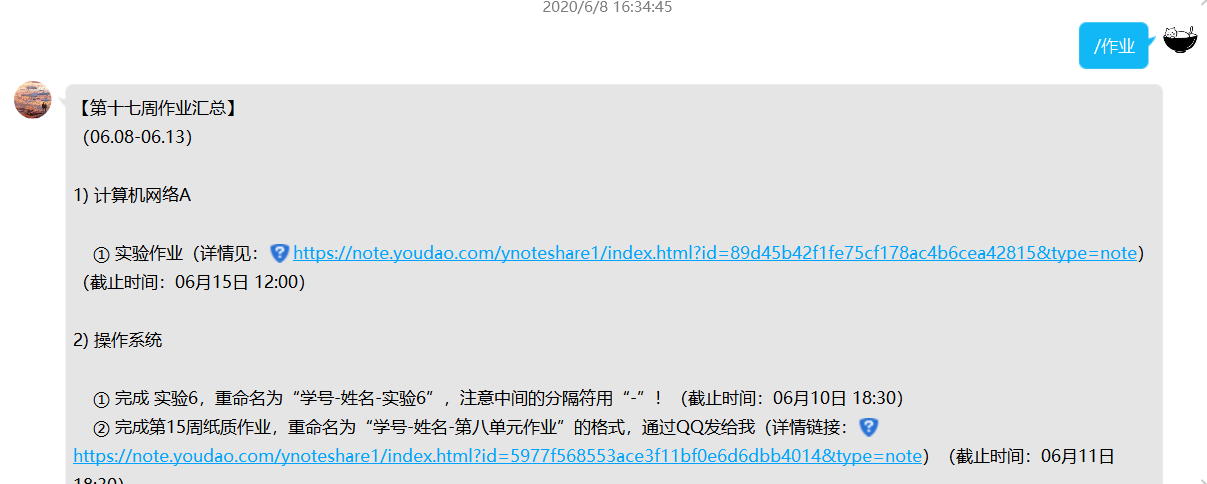 2020/6/8 16:34:45
/作业
【第十七周作业汇总】
（06.08-06.13）
1) 计算机网络A
① 实验作业（详情见：https://note.youdao.com/ynoteshare1/index.html?id=89d45b42f1fe75cf178ac4b6cea42815&type=note）
（截止时间：06月15日 12:00）
2) 操作系统
① 完成 实验6，重命名为“学号-姓名-实验6”，注意中间的分隔符用“-”！（截止时间：06月10日 18:30）
② 完成第15周纸质作业，重命名为“学号-姓名-第八单元作业”的格式，通过QQ发给我（详情链接：
https://note.youdao.com/ynoteshare1/index.html?id=5977f568553ace3f11bf0e6d6dbb4014&type=note）（截止时间：06月11日
18:30）